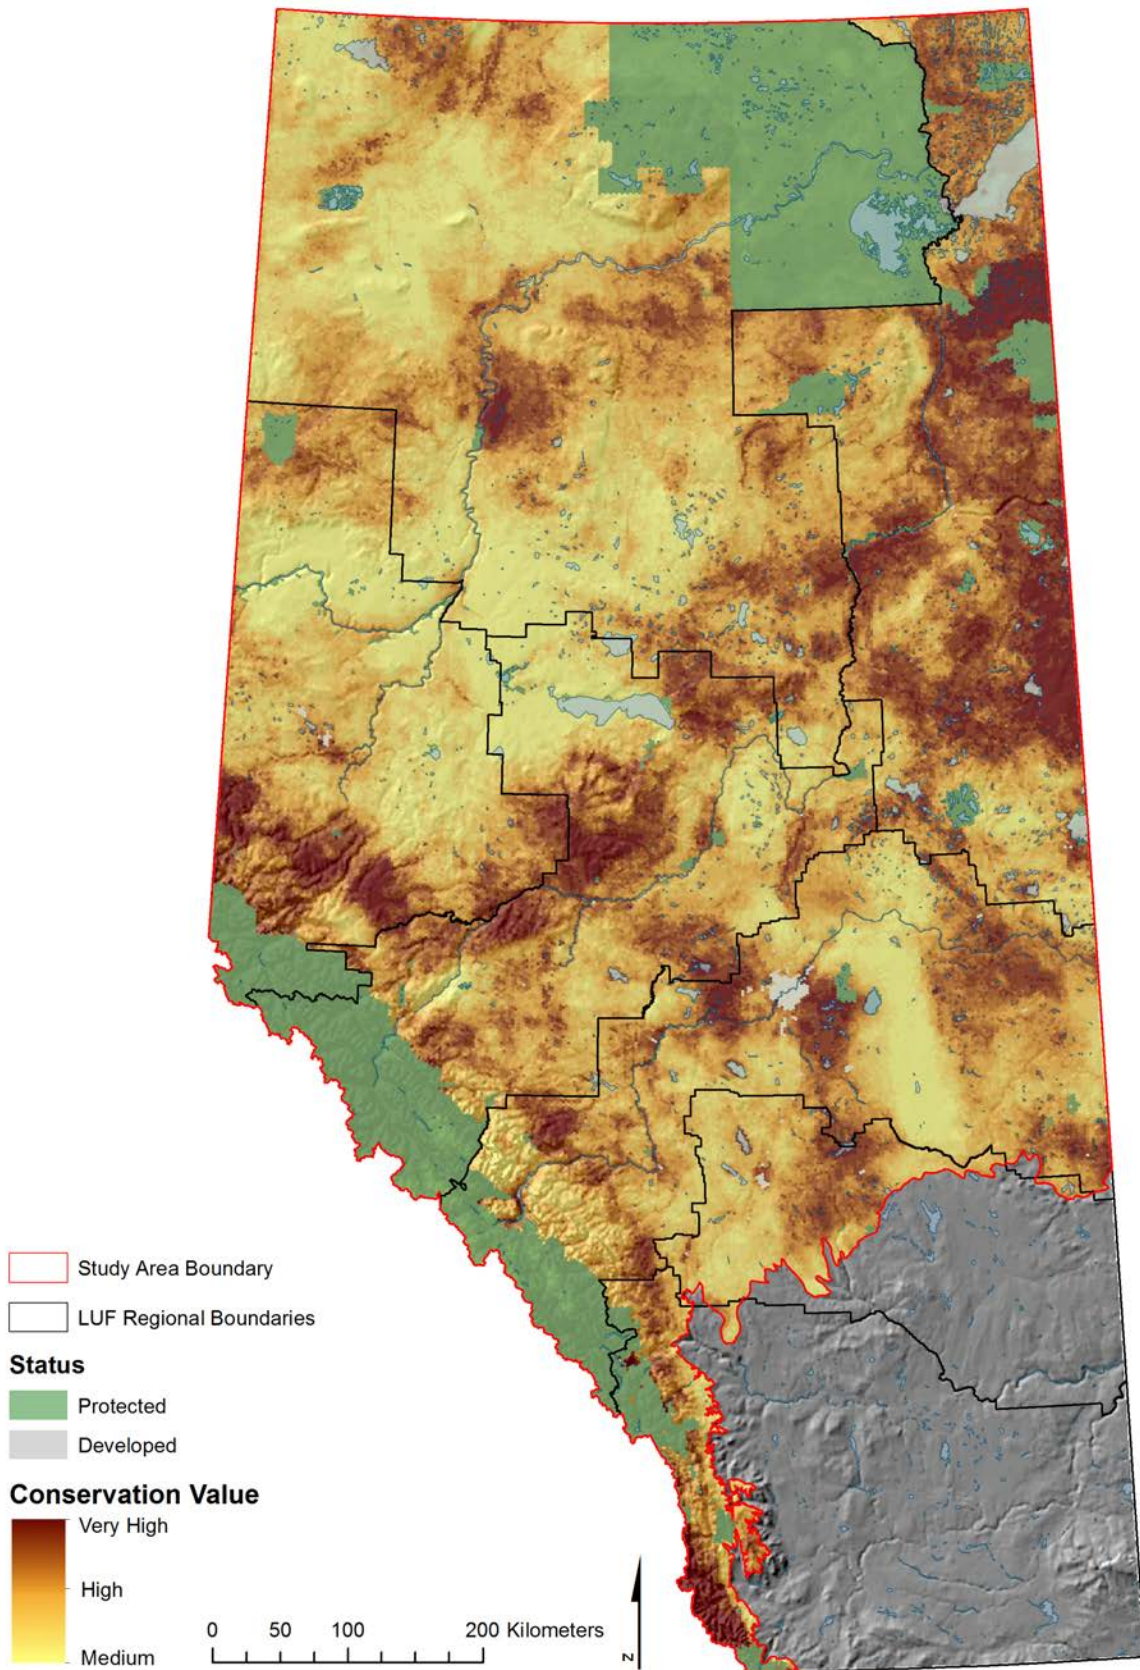 Study Area Boundary
LUF Regional Boundaries
Status
Protected
Developed
Conservation Value
Very High
High
Medium
0 50 100 200 Kilometers
N